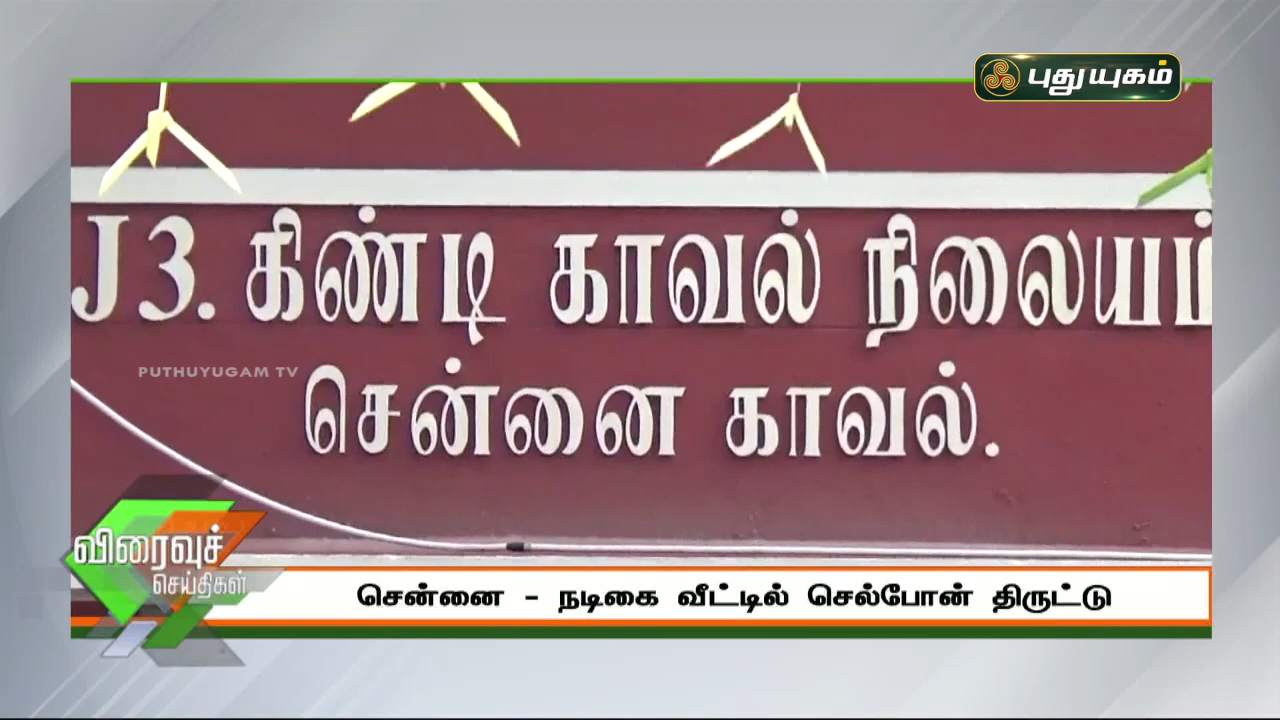 புதுயுகம்
J3. கிண்டி காவல் நிலையம்
PUTHUYUGAM TV
சென்னை காவல்.
விரைவுச்
செய்திகள்
சென்னை - நடிகை வீட்டில் செல்போன் திருட்டு